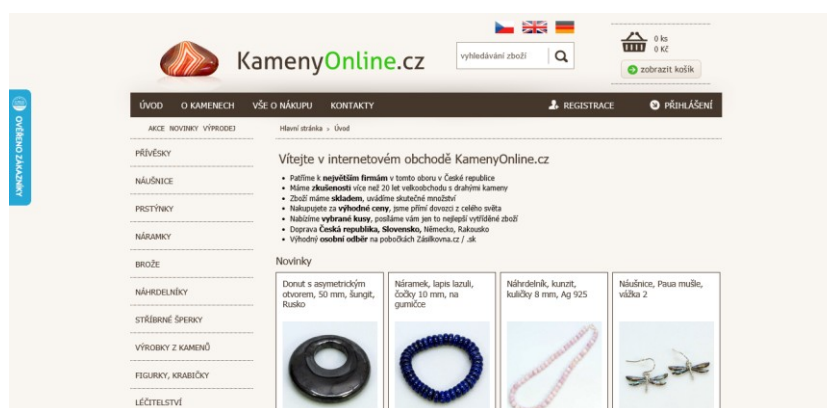 KamenyOnline.cz
vyhledávání zboží
0 ks
0 Kč
zobrazit košík
ÚVOD O KAMENECH VŠE O NÁKUPU KONTAKTY REGISTRACE PŘIHLÁŠENÍ
OVĚŘENO ZÁKAZNÍKY
AKCE NOVINKY VÝPRODEJ
PŘÍVĚSKY
NÁUŠNICE
PRSTÝNKY
NÁRAMKY
BROŽE
NÁHRDELNÍKY
STŘÍBRNÉ ŠPERKY
VÝROBKY Z KAMENŮ
FIGURKY, KRABIČKY
LÉČITELSTVÍ
Hlavní stránka > Úvod
Vítejte v internetovém obchodě KamenyOnline.cz
• Patříme k největším firmám v tomto oboru v České republice
• Máme zkušenosti více než 20 let velkoobchodu s drahými kameny
• Zboží máme skladem, uvádíme skutečné množství
• Nakupujete za výhodné ceny, jsme přímí dovozci z celého světa
• Nabízíme vybrané kusy, posíláme vám jen to nejlepší vytříděné zboží
• Doprava Česká republika, Slovensko, Německo, Rakousko
• Výhodný osobní odběr na pobočkách Zásilkovna.cz / .sk
Novinky
Donut s asymetrickým
otvorem, 50 mm, šungit,
Rusko
Náramek, lapis lazuli,
čočky 10 mm, na
gumičce
Náhrdelník, kunzit,
kuličky 8 mm, Ag 925
Náušnice, Paua mušle,
vážka 2